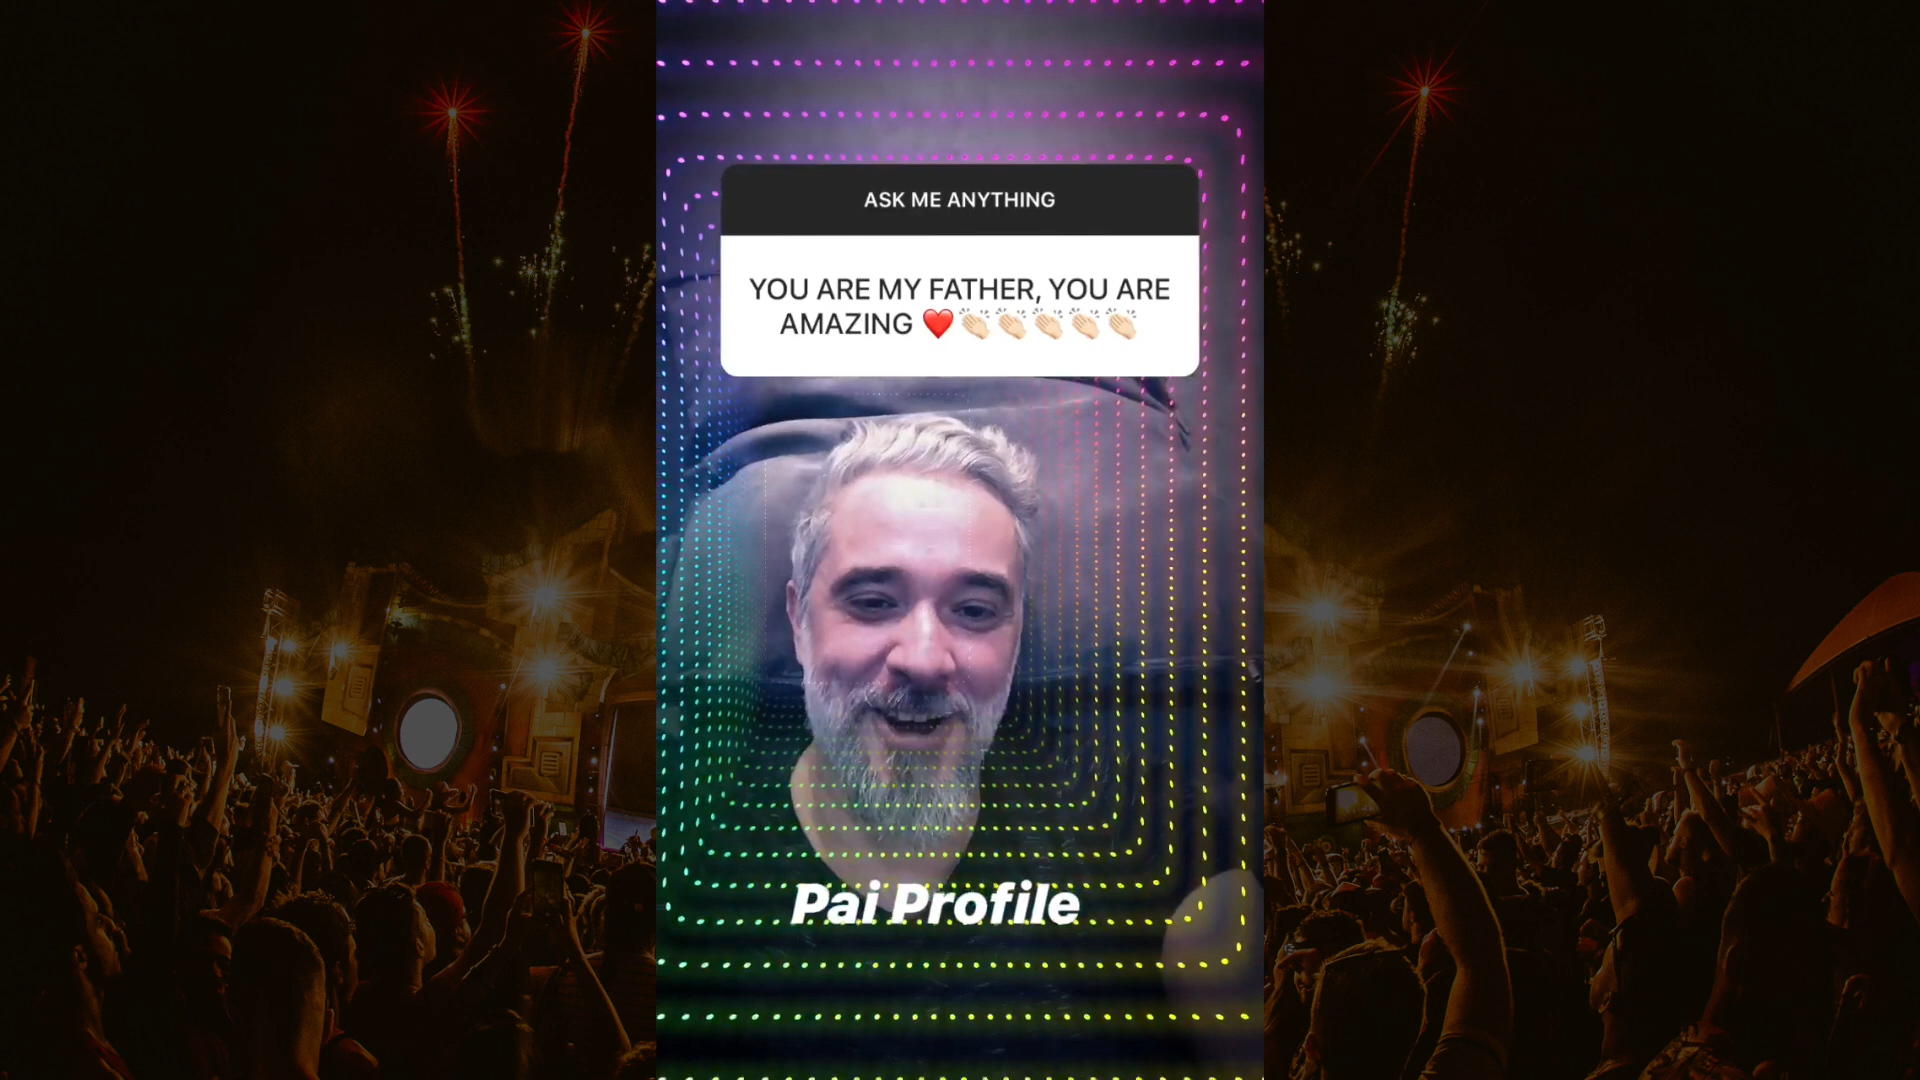 ASK ME ANYTHING
YOU ARE MY FATHER, YOU ARE
AMAZING ❤️👏🏻👏🏻👏🏻👏🏻👏🏻
Pai Profile